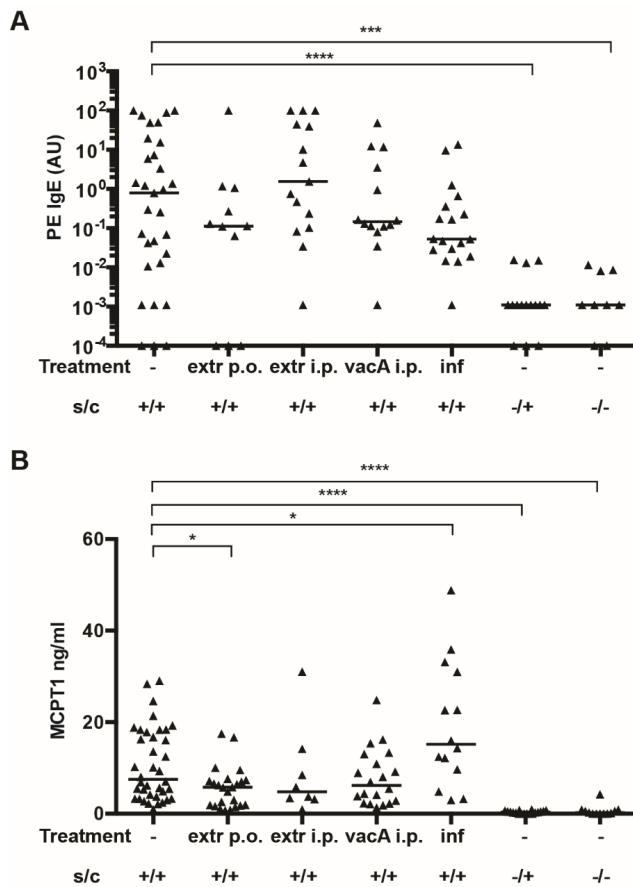 A
***
****
PE IgE (AU)
10³
10²
10¹
10⁰
10⁻¹
10⁻²
10⁻³
10⁻⁴
Treatment - extr p.o. extr i.p. vacA i.p. inf - -
s/c +/+ +/+ +/+ +/+ +/+ -/+ -/-
B
****
****
*
*
MCPT1 ng/ml
60
40
20
0
Treatment - extr p.o. extr i.p. vacA i.p. inf - -
s/c +/+ +/+ +/+ +/+ +/+ -/+ -/-